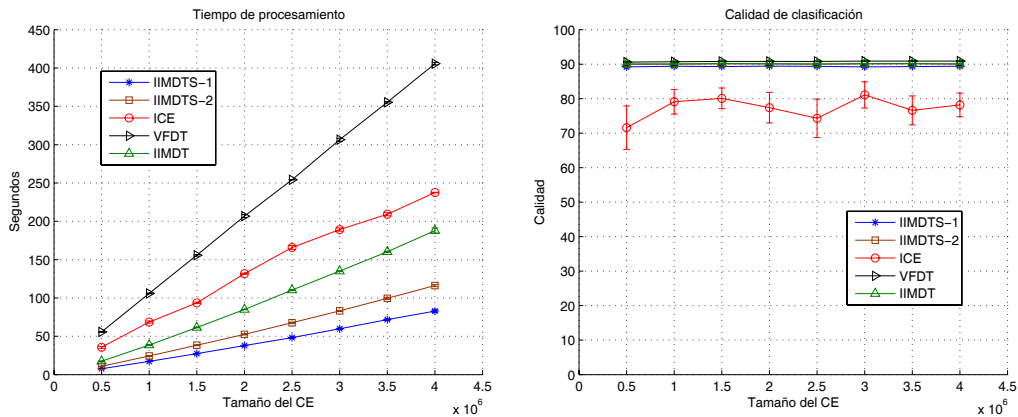 Tiempo de procesamiento
450
400
350
300
250
200
150
100
50
0
Segundos
IIMDTS-1
IIMDTS-2
ICE
VFDT
IIMDT
0 0.5 1 1.5 2 2.5 3 3.5 4 4.5
Tamaño del CE
x 10^6
Calidad de clasificación
100
90
80
70
60
50
40
30
20
10
0
Calidad
IIMDTS-1
IIMDTS-2
ICE
VFDT
IIMDT
0 0.5 1 1.5 2 2.5 3 3.5 4 4.5
Tamaño del CE
x 10^6